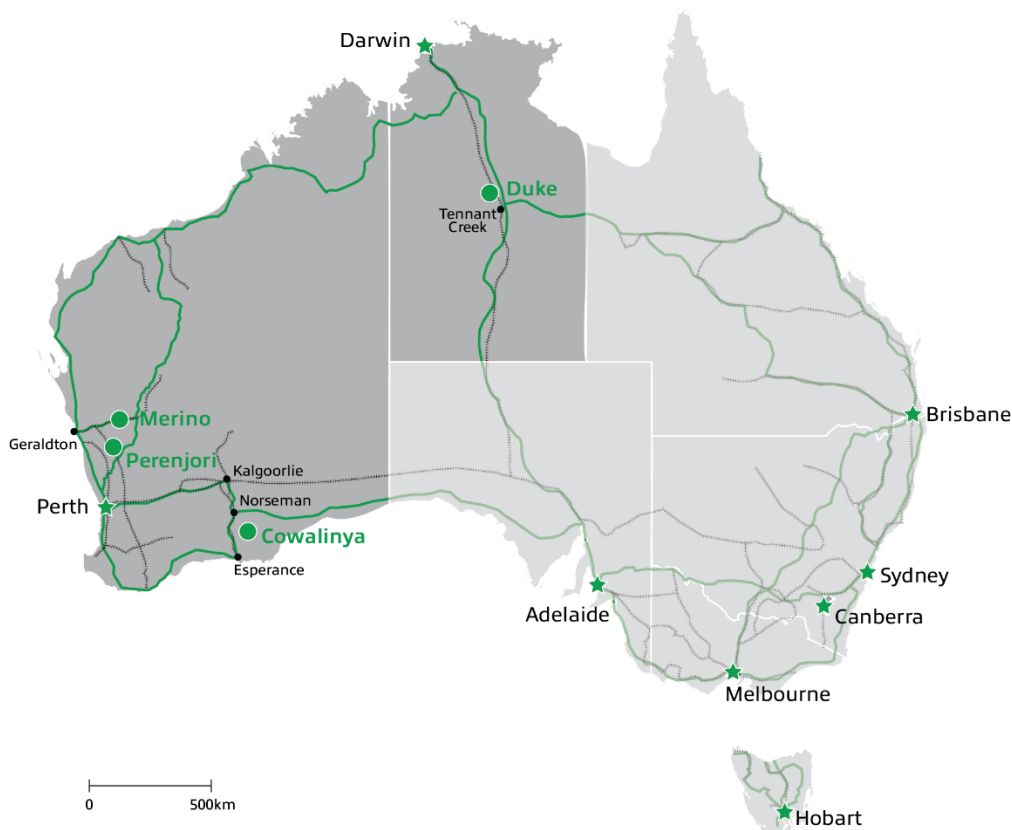 Darwin
Duke
Tennant
Creek
Merino
Geraldton
Brisbane
Perenjori
Kalgoorlie
Perth
Norseman
Cowalinya
Esperance
Sydney
Adelaide
Canberra
Melbourne
0
500km
Hobart